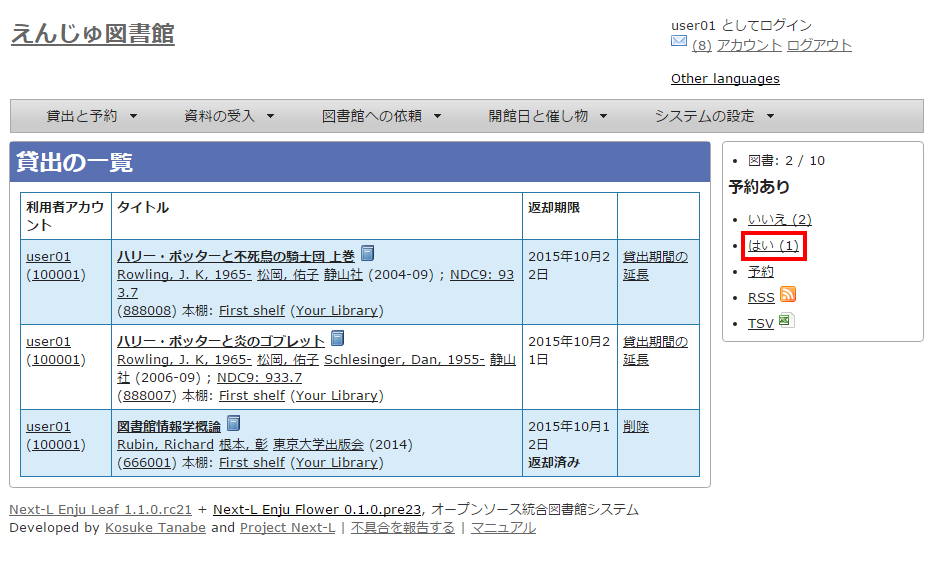 えんじゅ図書館
user01 としてログイン
(8) アカウント ログアウト
Other languages
貸出と予約 ▼ 資料の受入 ▼ 図書館への依頼 ▼ 開館日と催し物 ▼ システムの設定 ▼
貸出の一覧
利用者アカウ
ント
タイトル
返却期限
user01
(100001)
ハリー・ポッターと不死鳥の騎士団 上巻
Rowling, J. K, 1965- 松岡, 佑子 静山社 (2004-09) ; NDC9: 93
3.7
(888008) 本棚: First shelf (Your Library)
2015年10月2
2日
貸出期間の
延長
user01
(100001)
ハリー・ポッターと炎のゴブレット
Rowling, J. K, 1965- 松岡, 佑子 Schlesinger, Dan, 1955- 静山
社 (2006-09) ; NDC9: 933.7
(888007) 本棚: First shelf (Your Library)
2015年10月2
1日
貸出期間の
延長
user01
(100001)
図書館情報学概論
Rubin, Richard 根本, 彰 東京大学出版会 (2014)
(666001) 本棚: First shelf (Your Library)
2015年10月1
2日
返却済み
削除
• 図書: 2 / 10
予約あり
• いいえ (2)
• はい (1)
• 予約
• RSS
• TSV
Next-L Enju Leaf 1.1.0.rc21 + Next-L Enju Flower 0.1.0.pre23, オープンソース統合図書館システム
Developed by Kosuke Tanabe and Project Next-L | 不具合を報告する | マニュアル